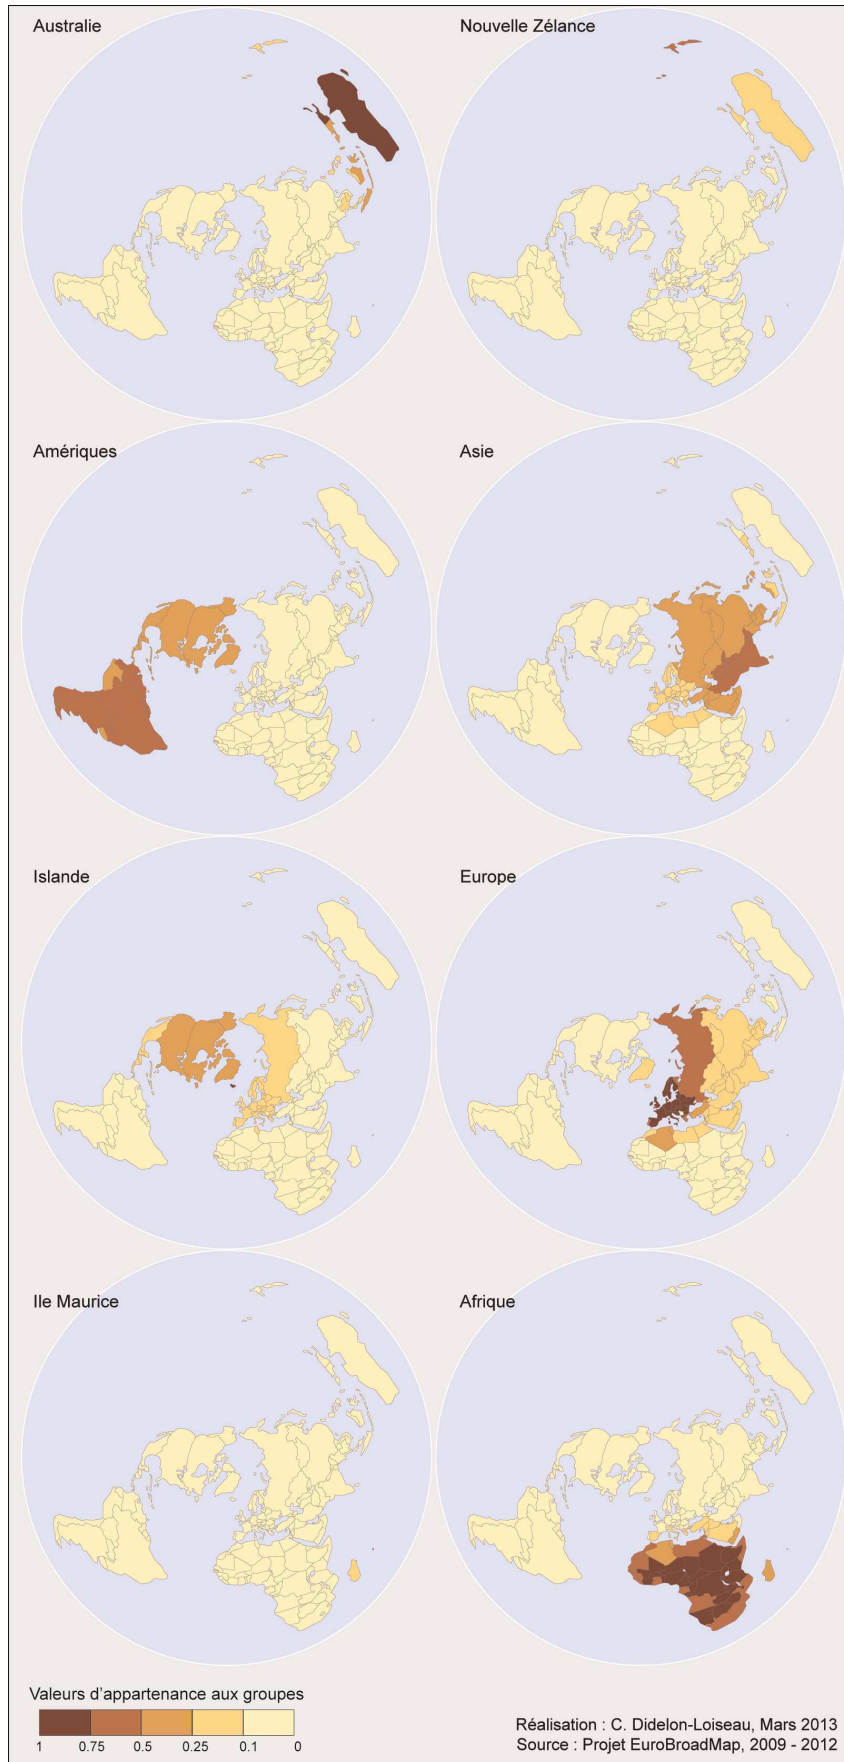 Australie
Nouvelle Zélance
Amériques
Asie
Islande
Europe
Ile Maurice
Afrique
Valeurs d'appartenance aux groupes
1 0.75 0.5 0.25 0.1 0
Réalisation : C. Didelon-Loiseau, Mars 2013
Source : Projet EuroBroadMap, 2009 - 2012